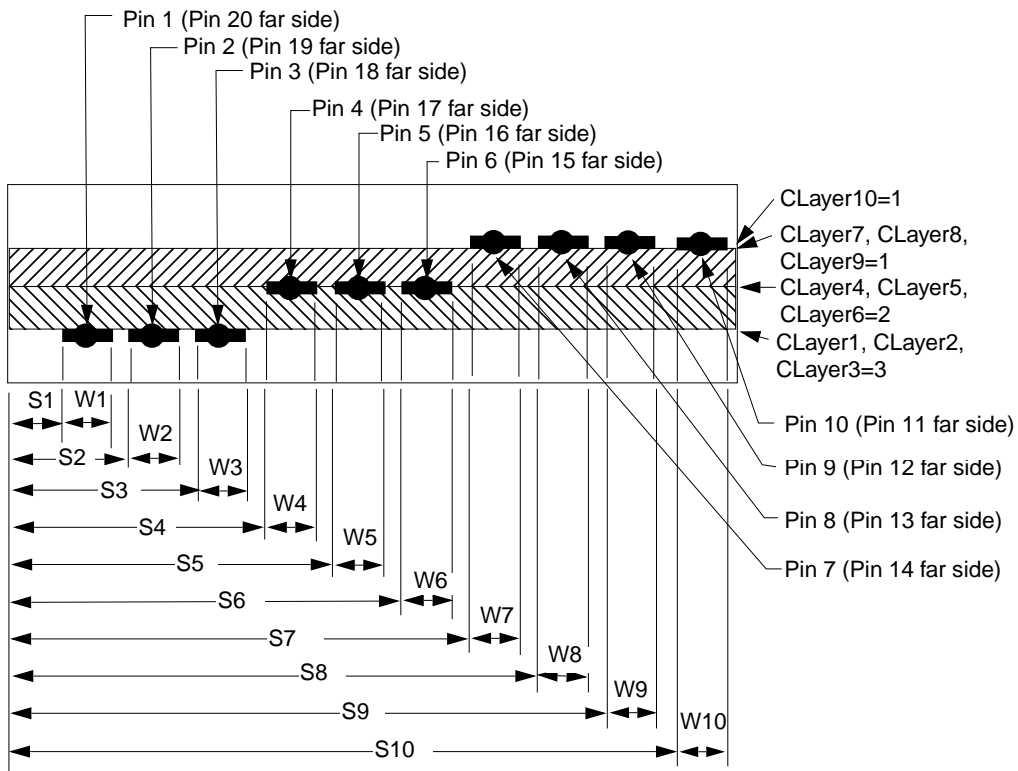 Pin 1 (Pin 20 far side)
Pin 2 (Pin 19 far side)
Pin 3 (Pin 18 far side)
Pin 4 (Pin 17 far side)
Pin 5 (Pin 16 far side)
Pin 6 (Pin 15 far side)
CLayer10=1
CLayer7, CLayer8,
CLayer9=1
CLayer4, CLayer5,
CLayer6=2
CLayer1, CLayer2,
CLayer3=3
S1
W1
S2
W2
S3
W3
S4
W4
S5
W5
S6
W6
S7
W7
S8
W8
S9
W9
S10
W10
Pin 10 (Pin 11 far side)
Pin 9 (Pin 12 far side)
Pin 8 (Pin 13 far side)
Pin 7 (Pin 14 far side)